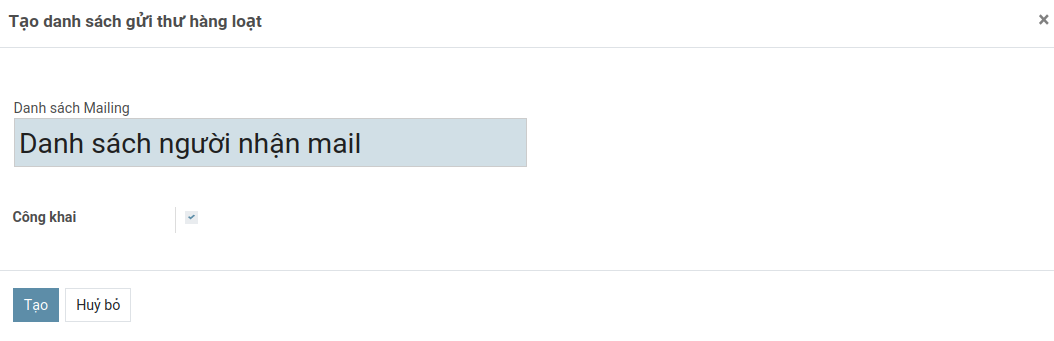 Tạo danh sách gửi thư hàng loạt
×
Danh sách Mailing
Danh sách người nhận mail
Công khai
Tạo Huỷ bỏ